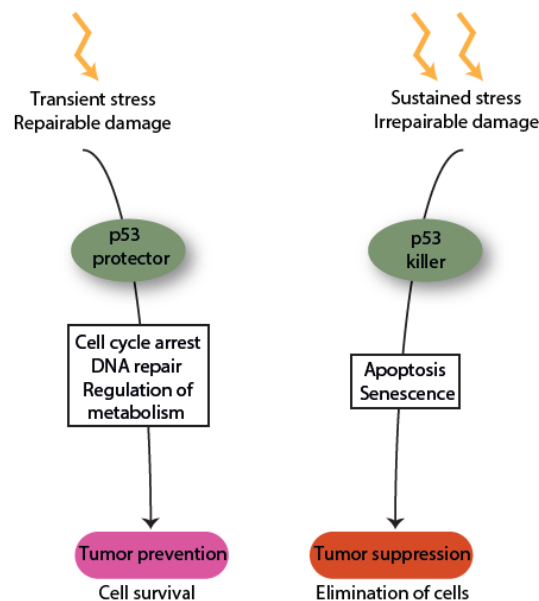 Transient stress
Repairable damage
p53
protector
Cell cycle arrest
DNA repair
Regulation of
metabolism
Tumor prevention
Cell survival
Sustained stress
Irrepairable damage
p53
killer
Apoptosis
Senescence
Tumor suppression
Elimination of cells